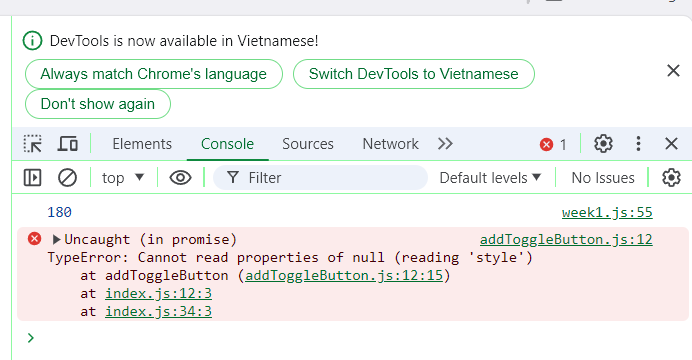 DevTools is now available in Vietnamese!
Always match Chrome's language Switch DevTools to Vietnamese
Don't show again
Elements Console Sources Network 1
top Filter Default levels No Issues
180 week1.js:55
Uncaught (in promise) addToggleButton.js:12
TypeError: Cannot read properties of null (reading 'style')
at addToggleButton (addToggleButton.js:12:15)
at index.js:12:3
at index.js:34:3